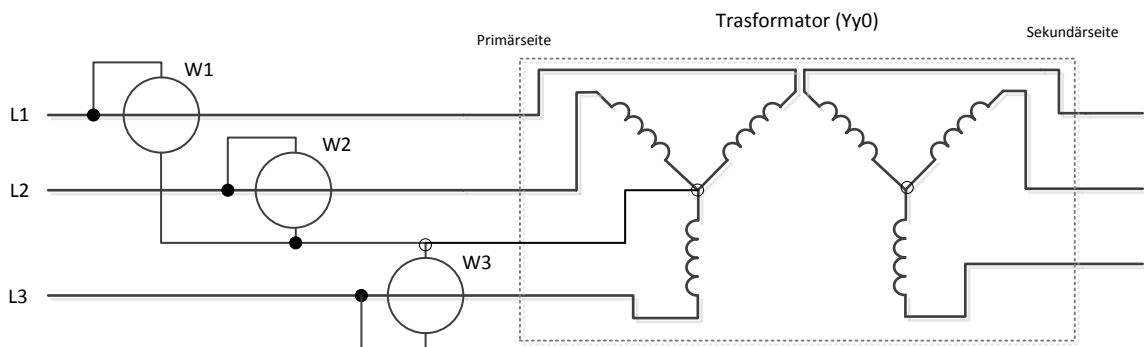 Trasformator (Yy0)
Primärseite
Sekundärseite
W1
L1
W2
L2
W3
L3